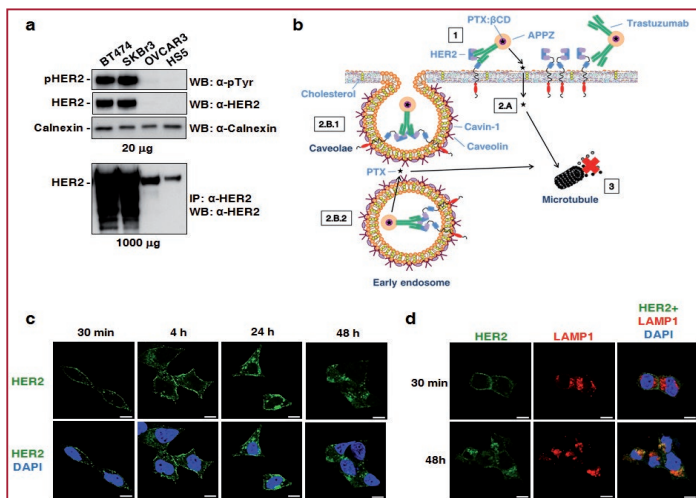 a
BT474
SKBr3
OVCAR3
HS5
pHER2 -
WB: α-pTyr
HER2 -
WB: α-HER2
Calnexin -
WB: α-Calnexin
20 µg
HER2 -
IP: α-HER2
WB: α-HER2
1000 µg
b
PTX:βCD
1
APPZ
Trastuzumab
HER2
Cholesterol
2.A
2.B.1
Cavin-1
Caveolae
Caveolin
PTX
3
Microtubule
2.B.2
Early endosome
c
30 min
4 h
24 h
48 h
HER2
HER2
DAPI
d
HER2
LAMP1
HER2+
LAMP1
DAPI
30 min
48h